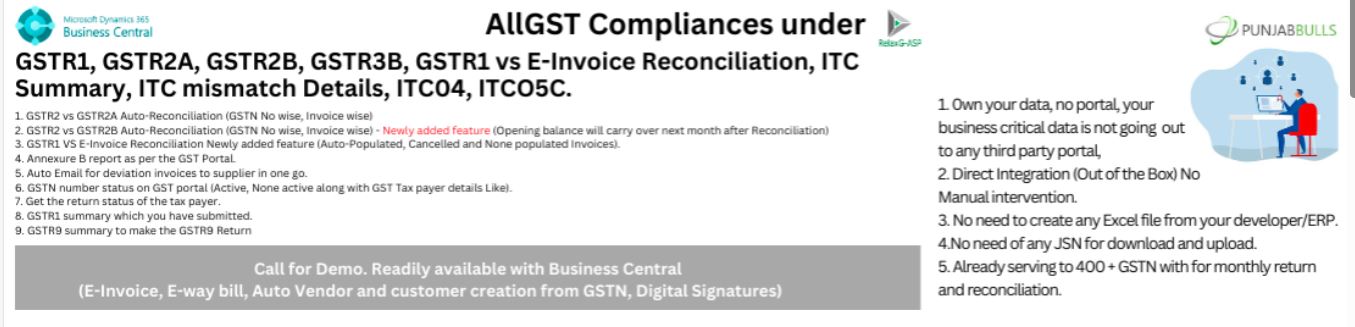 Microsoft Dynamics 365
Business Central
AllGST Compliances under
RelexG-ASP
GSTR1, GSTR2A, GSTR2B, GSTR3B, GSTR1 vs E-Invoice Reconciliation, ITC
Summary, ITC mismatch Details, ITC04, ITCO5C.
1. GSTR2 vs GSTR2A Auto-Reconciliation (GSTN No wise, Invoice wise)
2. GSTR2 vs GSTR2B Auto-Reconciliation (GSTN No wise, Invoice wise) - Newly added feature (Opening balance will carry over next month after Reconciliation)
3. GSTR1 VS E-Invoice Reconciliation Newly added feature (Auto-Populated, Cancelled and None populated Invoices).
4. Annexure B report as per the GST Portal.
5. Auto Email for deviation invoices to supplier in one go.
6. GSTN number status on GST portal (Active, None active along with GST Tax payer details Like).
7. Get the return status of the tax payer.
8. GSTR1 summary which you have submitted.
9. GSTR9 summary to make the GSTR9 Return
Call for Demo. Readily available with Business Central
(E-Invoice, E-way bill, Auto Vendor and customer creation from GSTN, Digital Signatures)
PUNJABBULLS
1. Own your data, no portal, your
business critical data is not going out
to any third party portal,
2. Direct Integration (Out of the Box) No
Manual intervention.
3. No need to create any Excel file from your developer/ERP.
4.No need of any JSN for download and upload.
5. Already serving to 400 + GSTN with for monthly return
and reconciliation.